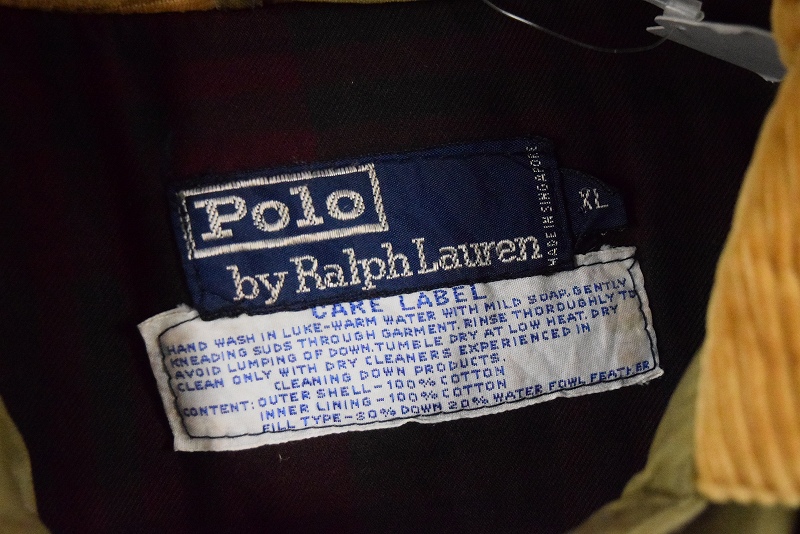 Polo
by Ralph Lauren
MADE IN SINGAPORE
XL
CARE LABEL
HAND WASH IN LUKE-WARM WATER WITH MILD SOAP, GENTLY
KNEADING SUDS THROUGH GARMENT. RINSE THOROUGHLY TO
AVOID LUMPING OF DOWN. TUMBLE DRY AT LOW HEAT. DRY
CLEAN ONLY WITH DRY CLEANERS EXPERIENCED IN
CLEANING DOWN PRODUCTS.
CONTENT: OUTER SHELL-100% COTTON
INNER LINING-100% COTTON
FILL TYPE-80% DOWN 20% WATER FOWL FEATHER